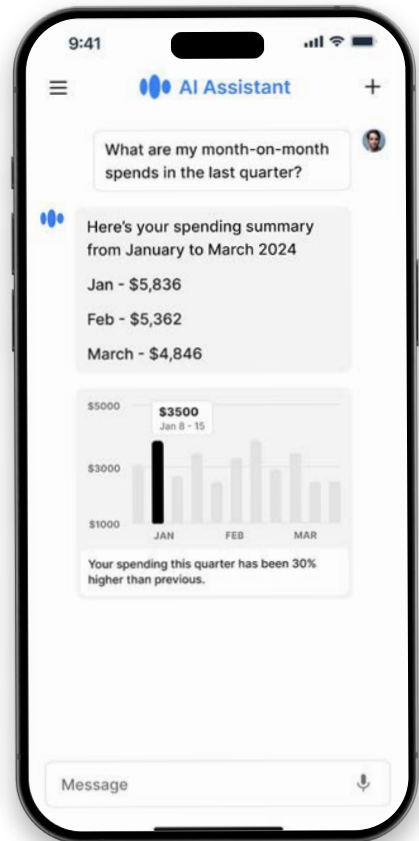 9:41
AI Assistant
What are my month-on-month
spends in the last quarter?
Here's your spending summary
from January to March 2024
Jan - $5,836
Feb - $5,362
March - $4,846
$5000
$3500
Jan 8 - 15
$3000
$1000
JAN FEB MAR
Your spending this quarter has been 30%
higher than previous.
Message